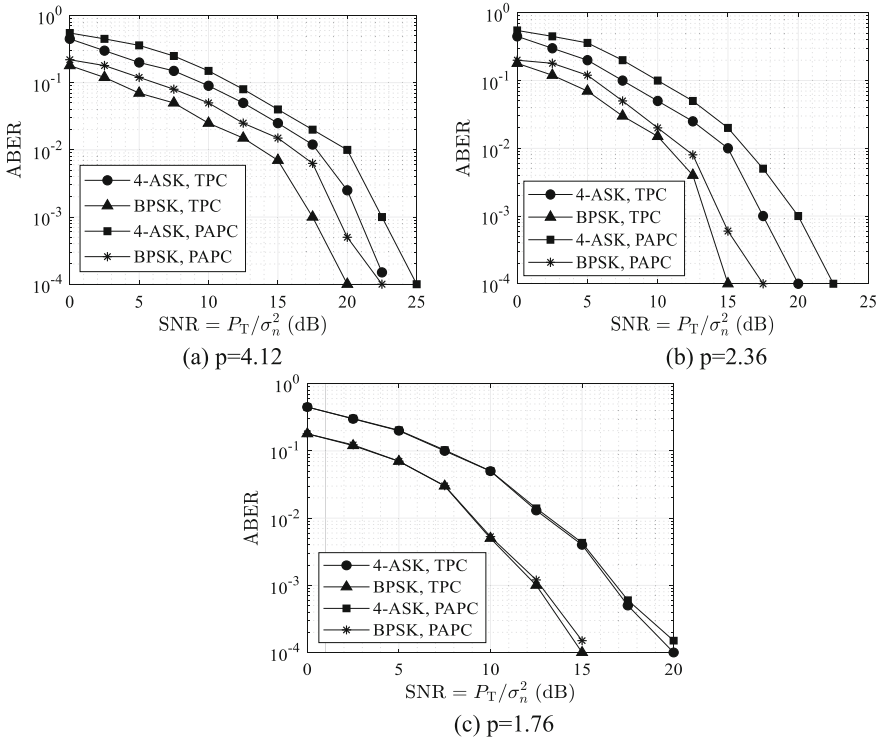 10^0
10^-1
10^-2
10^-3
10^-4
ABER
4-ASK, TPC
BPSK, TPC
4-ASK, PAPC
BPSK, PAPC
0 5 10 15 20 25
SNR = P_T/σ_n^2 (dB)
(a) p=4.12
10^0
10^-1
10^-2
10^-3
10^-4
ABER
4-ASK, TPC
BPSK, TPC
4-ASK, PAPC
BPSK, PAPC
0 5 10 15 20 25
SNR = P_T/σ_n^2 (dB)
(b) p=2.36
10^0
10^-1
10^-2
10^-3
10^-4
ABER
4-ASK, TPC
BPSK, TPC
4-ASK, PAPC
BPSK, PAPC
0 5 10 15 20
SNR = P_T/σ_n^2 (dB)
(c) p=1.76